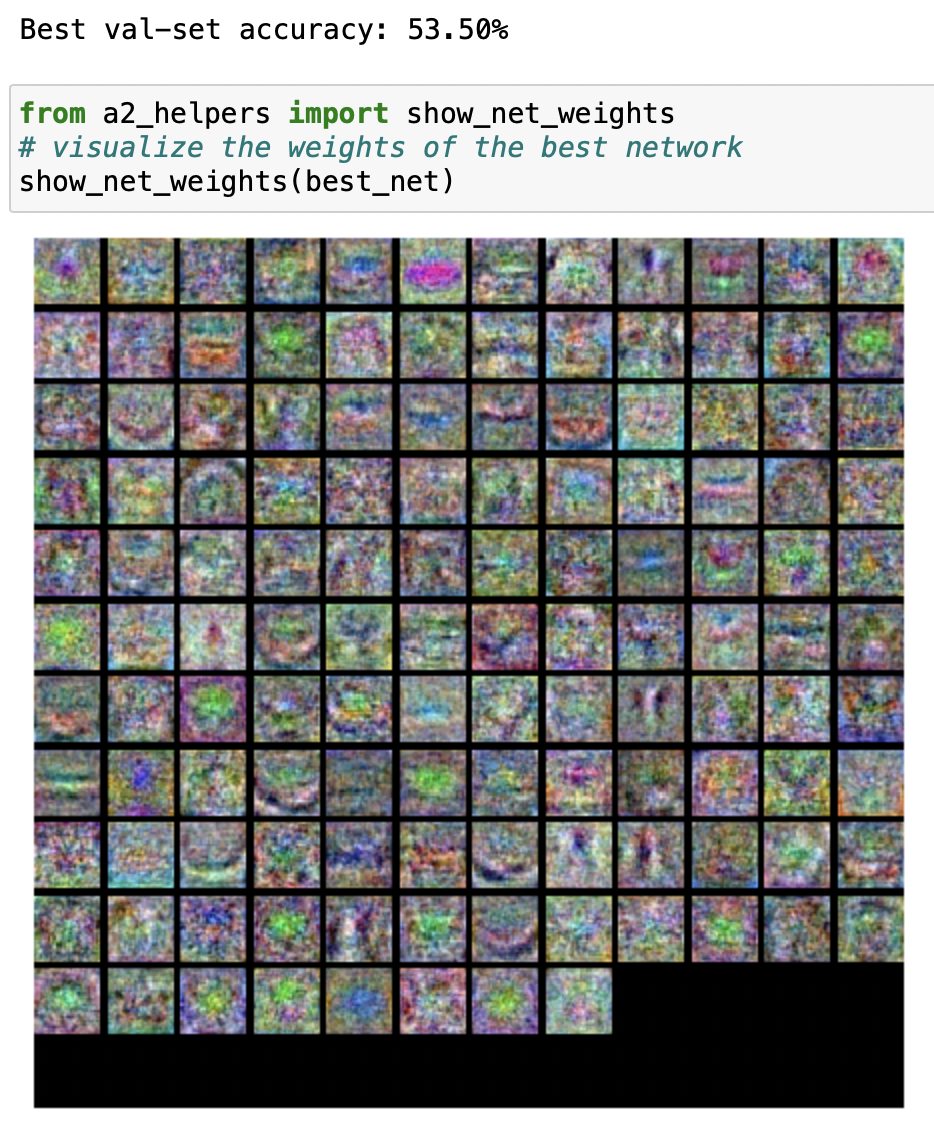 Best val-set accuracy: 53.50%
from a2_helpers import show_net_weights
# visualize the weights of the best network
show_net_weights(best_net)